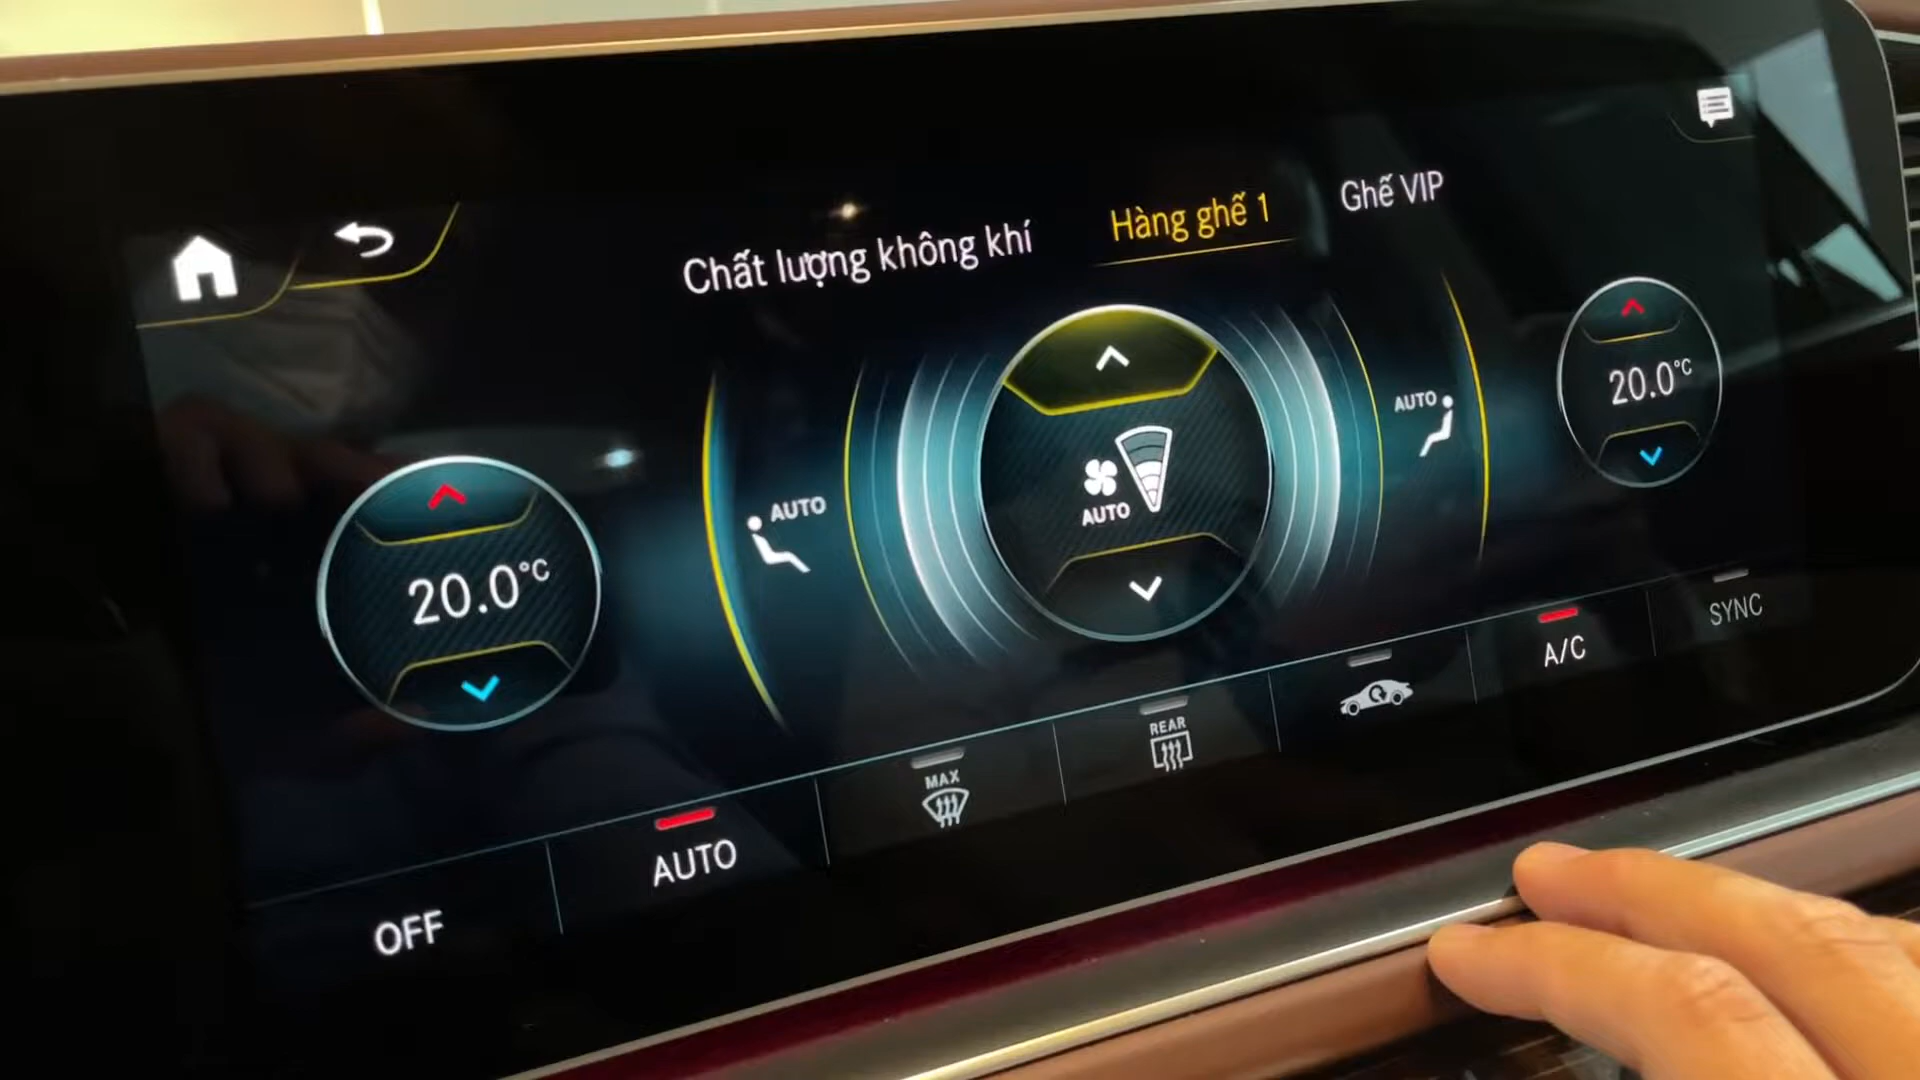 Chất lượng không khí
Hàng ghế 1
Ghế VIP
20.0°C
AUTO
AUTO
AUTO
20.0°C
OFF
AUTO
MAX
REAR
A/C
SYNC